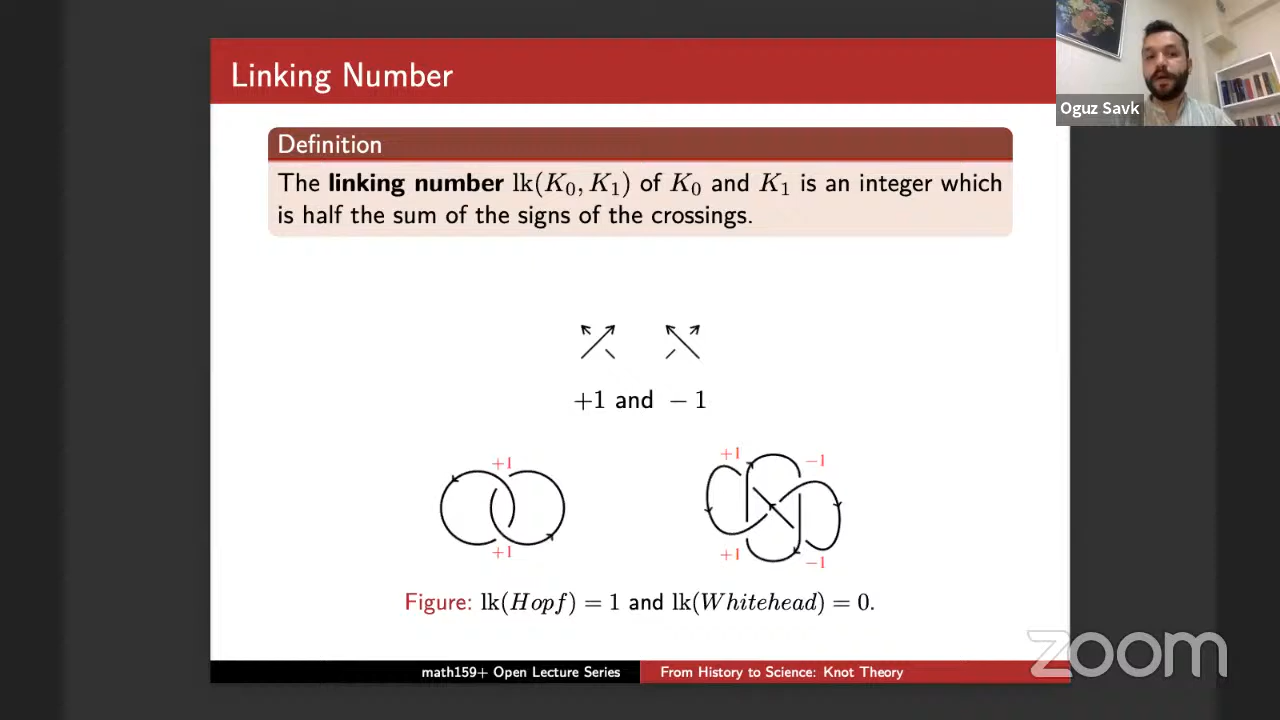 Linking Number
Oguz Savk
Definition
The linking number lk(K₀, K₁) of K₀ and K₁ is an integer which
is half the sum of the signs of the crossings.
+1 and − 1
+1
+1
+1
−1
+1
−1
Figure: lk(Hopf) = 1 and lk(Whitehead) = 0.
math159+ Open Lecture Series
From History to Science: Knot Theory
zoom